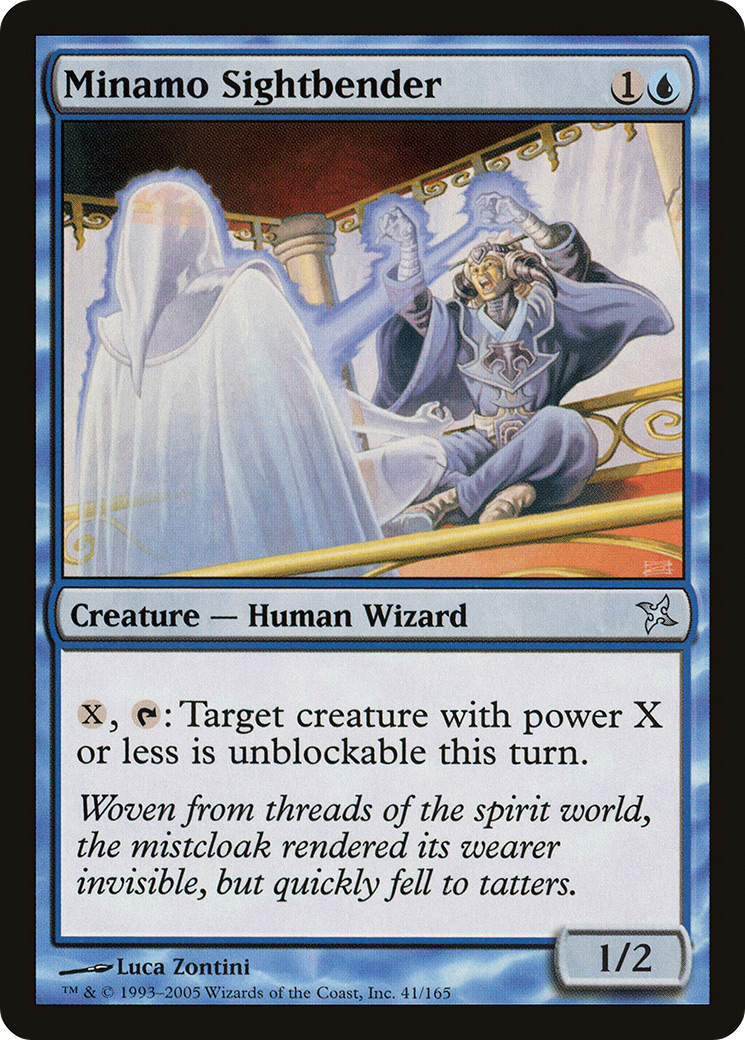 Minamo Sightbender 1
Creature — Human Wizard
X, : Target creature with power X
or less is unblockable this turn.
Woven from threads of the spirit world,
the mistcloak rendered its wearer
invisible, but quickly fell to tatters.
1/2
Luca Zontini
™ & © 1993–2005 Wizards of the Coast, Inc. 41/165